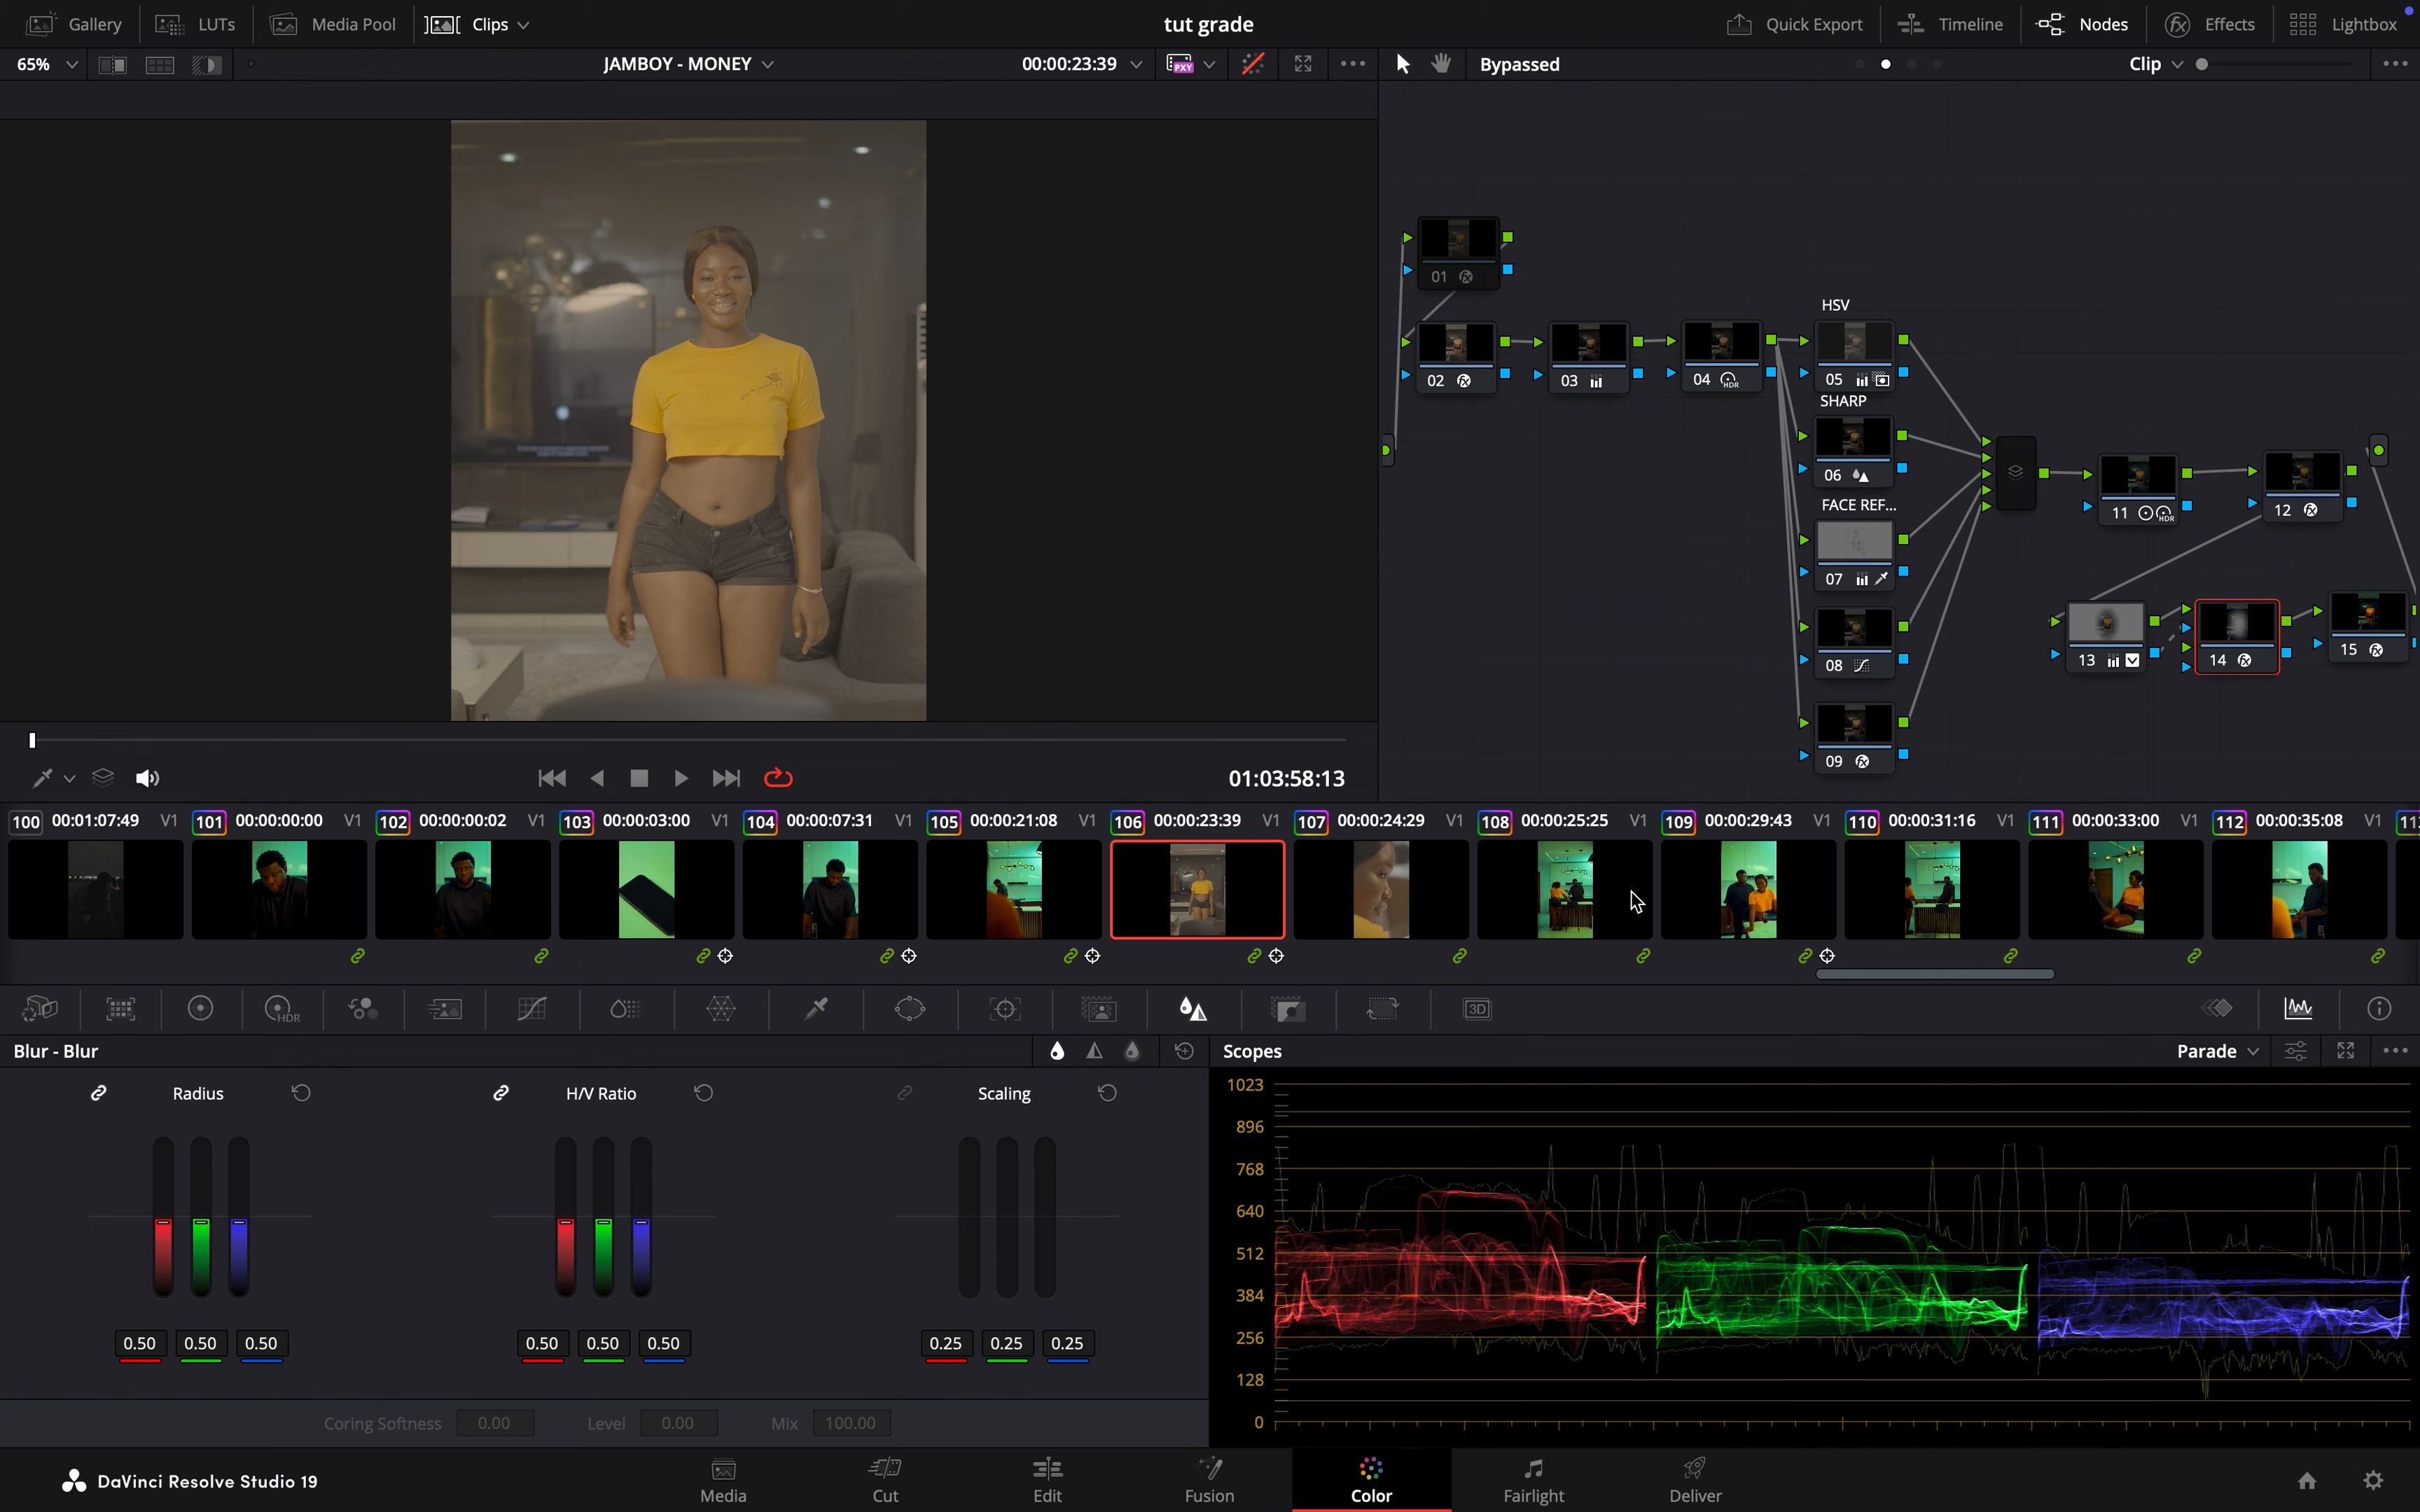 Gallery LUTs Media Pool Clips tut grade Quick Export Timeline Nodes Effects Lightbox
65% JAMBOY - MONEY 00:00:23:39 PXY Bypassed Clip
01
HSV
02 03 04 HDR 05
SHARP
06
FACE REF...
11 HDR 12
07
08 13 14 15
09
01:03:58:13
100 00:01:07:49 V1 101 00:00:00:00 V1 102 00:00:00:02 V1 103 00:00:03:00 V1 104 00:00:07:31 V1 105 00:00:21:08 V1 106 00:00:23:39 V1 107 00:00:24:29 V1 108 00:00:25:25 V1 109 00:00:29:43 V1 110 00:00:31:16 V1 111 00:00:33:00 V1 112 00:00:35:08 V1
HDR 3D
Blur - Blur Scopes Parade
Radius H/V Ratio Scaling
1023
896
768
640
512
384
256
128
0
0.50 0.50 0.50 0.50 0.50 0.50 0.25 0.25 0.25
Coring Softness 0.00 Level 0.00 Mix 100.00
DaVinci Resolve Studio 19 Media Cut Edit Fusion Color Fairlight Deliver